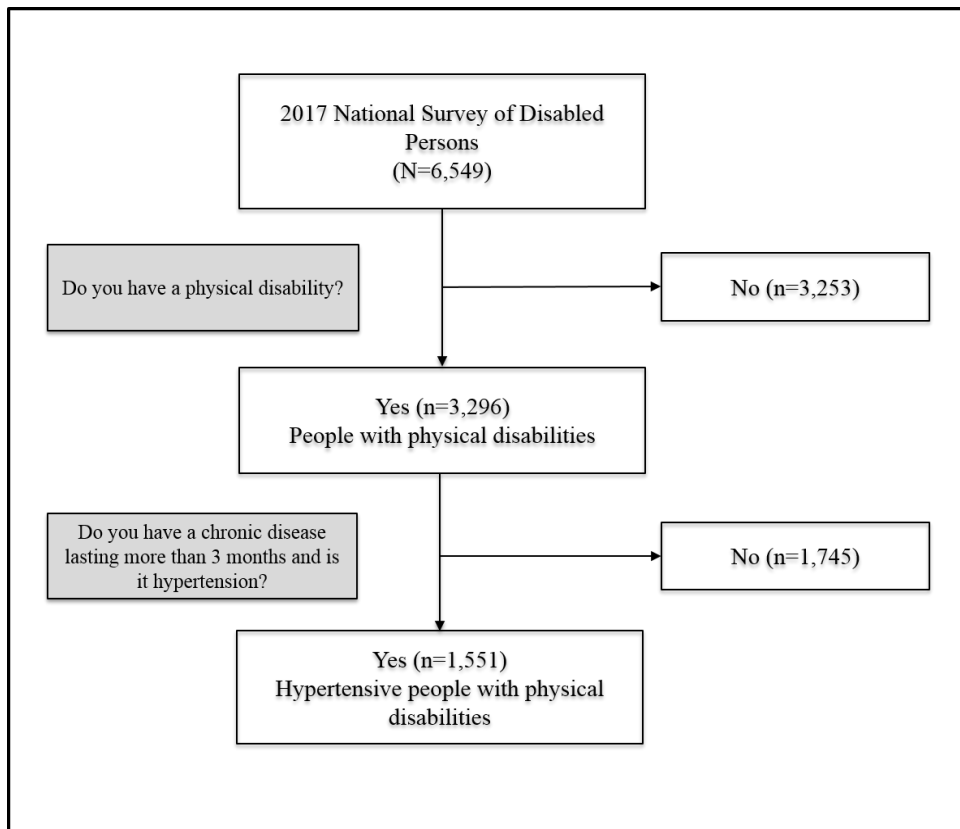 2017 National Survey of Disabled
Persons
(N=6,549)
Do you have a physical disability?
No (n=3,253)
Yes (n=3,296)
People with physical disabilities
Do you have a chronic disease
lasting more than 3 months and is
it hypertension?
No (n=1,745)
Yes (n=1,551)
Hypertensive people with physical
disabilities